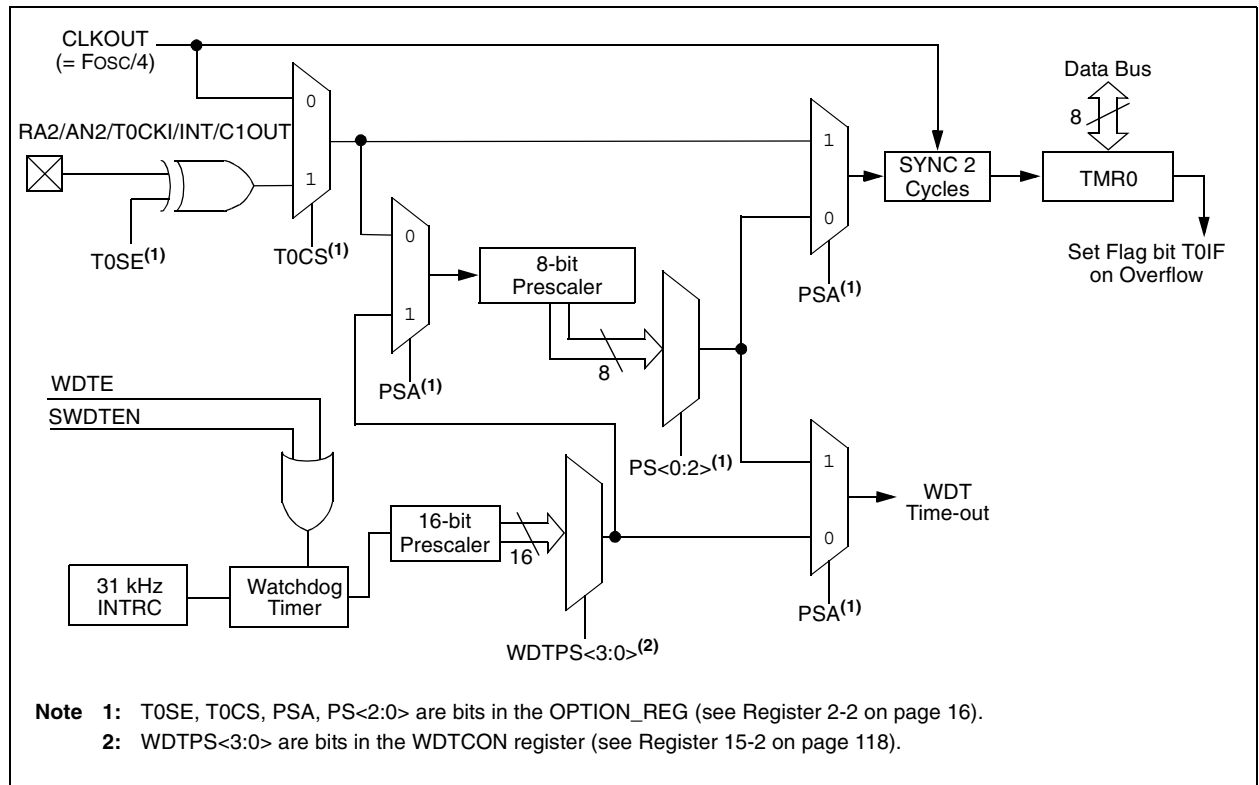 CLKOUT
(= FOSC/4)
0
Data Bus
8
RA2/AN2/T0CKI/INT/C1OUT
1
1
SYNC 2
Cycles
TMR0
T0SE(1)
T0CS(1)
0
8-bit
Prescaler
0
Set Flag bit T0IF
on Overflow
PSA(1)
1
8
WDTE
PSA(1)
SWDTEN
PS<0:2>(1)
1
WDT
Time-out
16-bit
Prescaler
16
0
31 kHz
INTRC
Watchdog
Timer
PSA(1)
WDTPS<3:0>(2)
Note 1: T0SE, T0CS, PSA, PS<2:0> are bits in the OPTION_REG (see Register 2-2 on page 16).
2: WDTPS<3:0> are bits in the WDTCON register (see Register 15-2 on page 118).